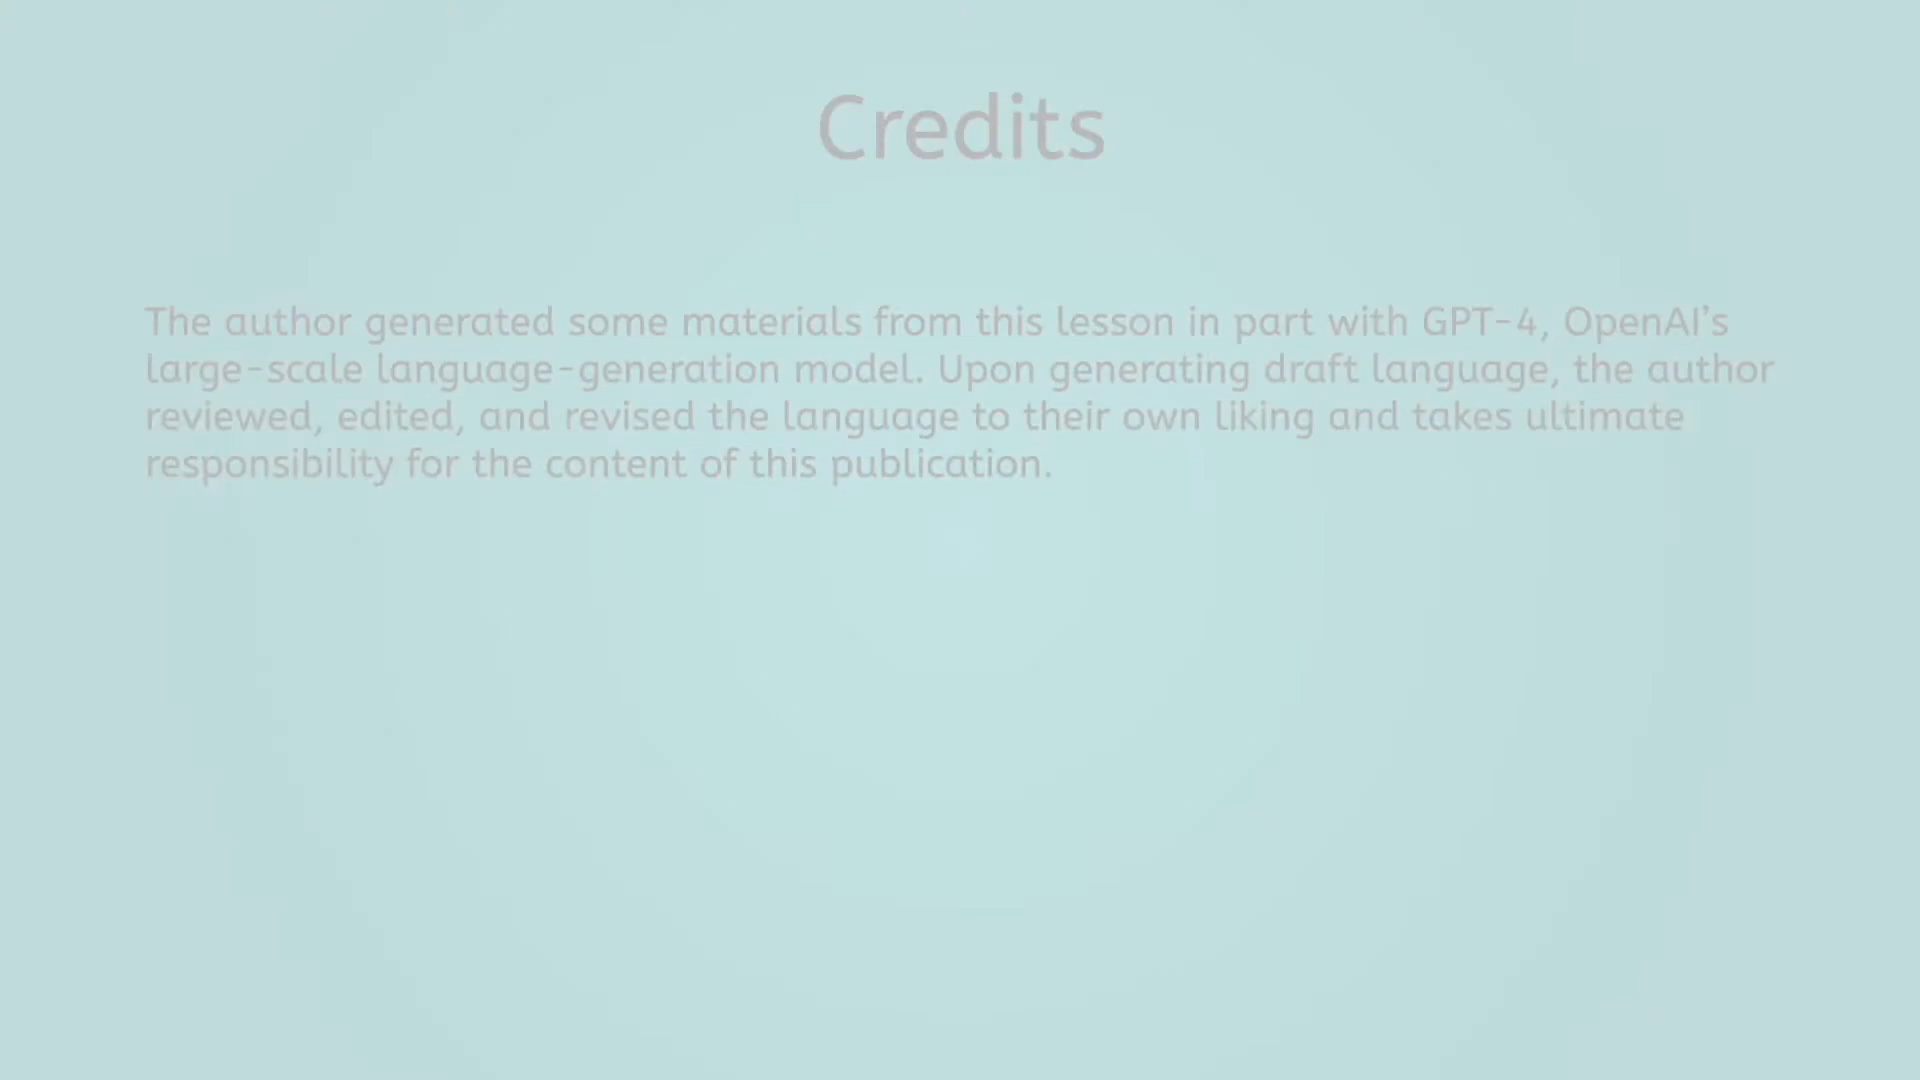 Credits
The author generated some materials from this lesson in part with GPT-4, OpenAI’s
large-scale language-generation model. Upon generating draft language, the author
reviewed, edited, and revised the language to their own liking and takes ultimate
responsibility for the content of this publication.